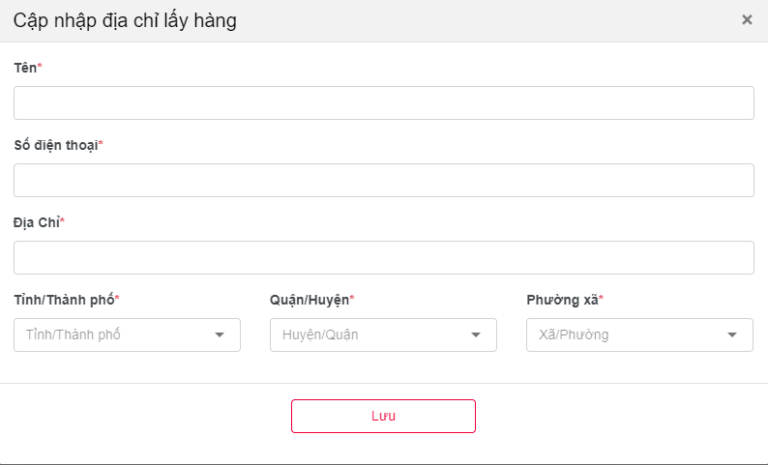 Cập nhập địa chỉ lấy hàng ×
Tên*
Số điện thoại*
Địa Chỉ*
Tỉnh/Thành phố* Quận/Huyện* Phường xã*
Tỉnh/Thành phố Huyện/Quận Xã/Phường
Lưu